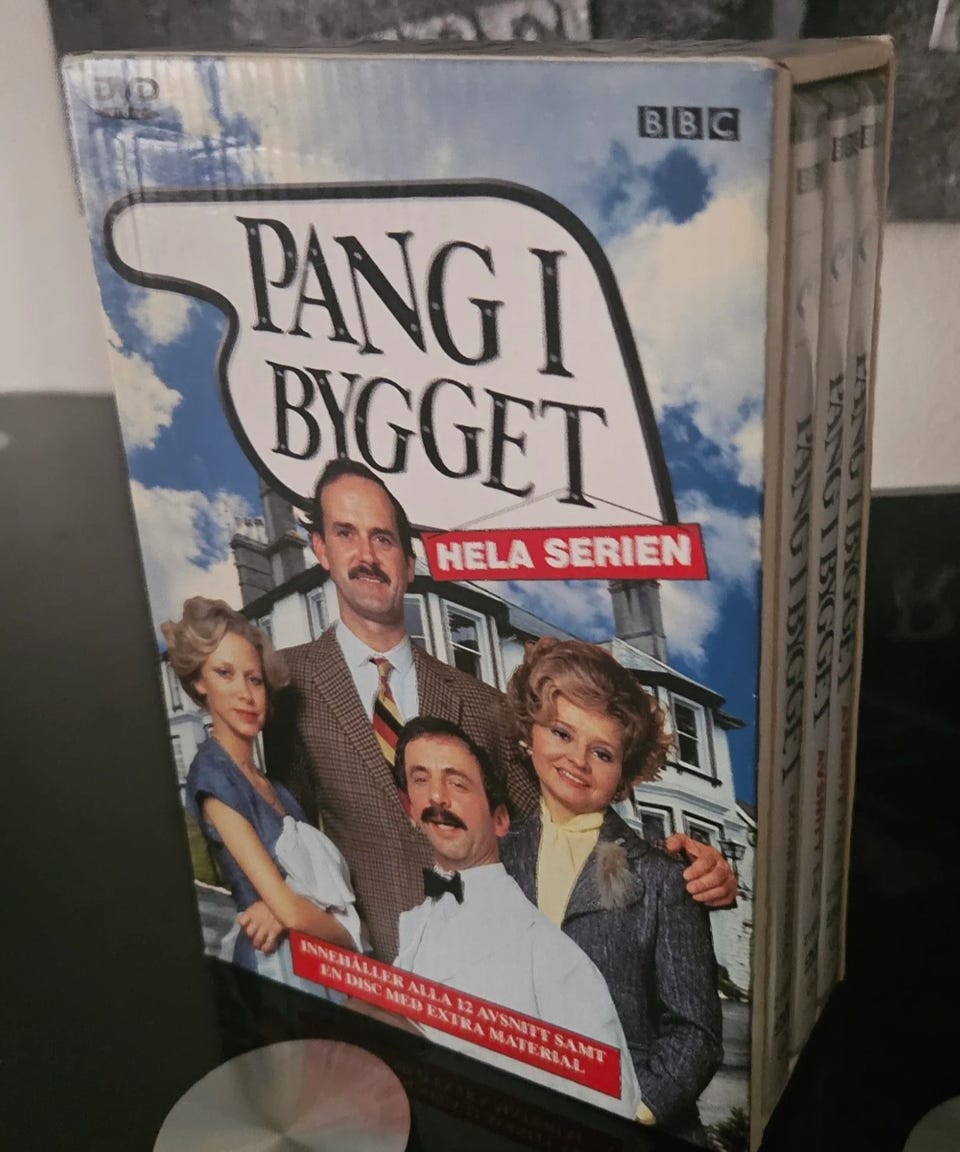 DVD
BBC
PANG I
BYGGET
HELA SERIEN
INNEHÅLLER ALLA 12 AVSNITT SAMT
EN DISC MED EXTRA MATERIAL
PANG I BYGGET
PANG I BYGGET
PANG I BYGGET